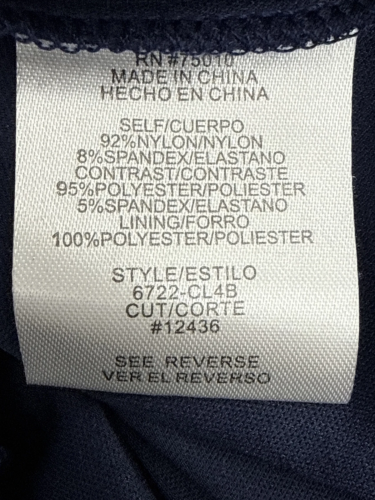 RN #75010
MADE IN CHINA
HECHO EN CHINA
SELF/CUERPO
92%NYLON/NYLON
8%SPANDEX/ELASTANO
CONTRAST/CONTRASTE
95%POLYESTER/POLIESTER
5%SPANDEX/ELASTANO
LINING/FORRO
100%POLYESTER/POLIESTER
STYLE/ESTILO
6722-CL4B
CUT/CORTE
#12436
SEE REVERSE
VER EL REVERSO